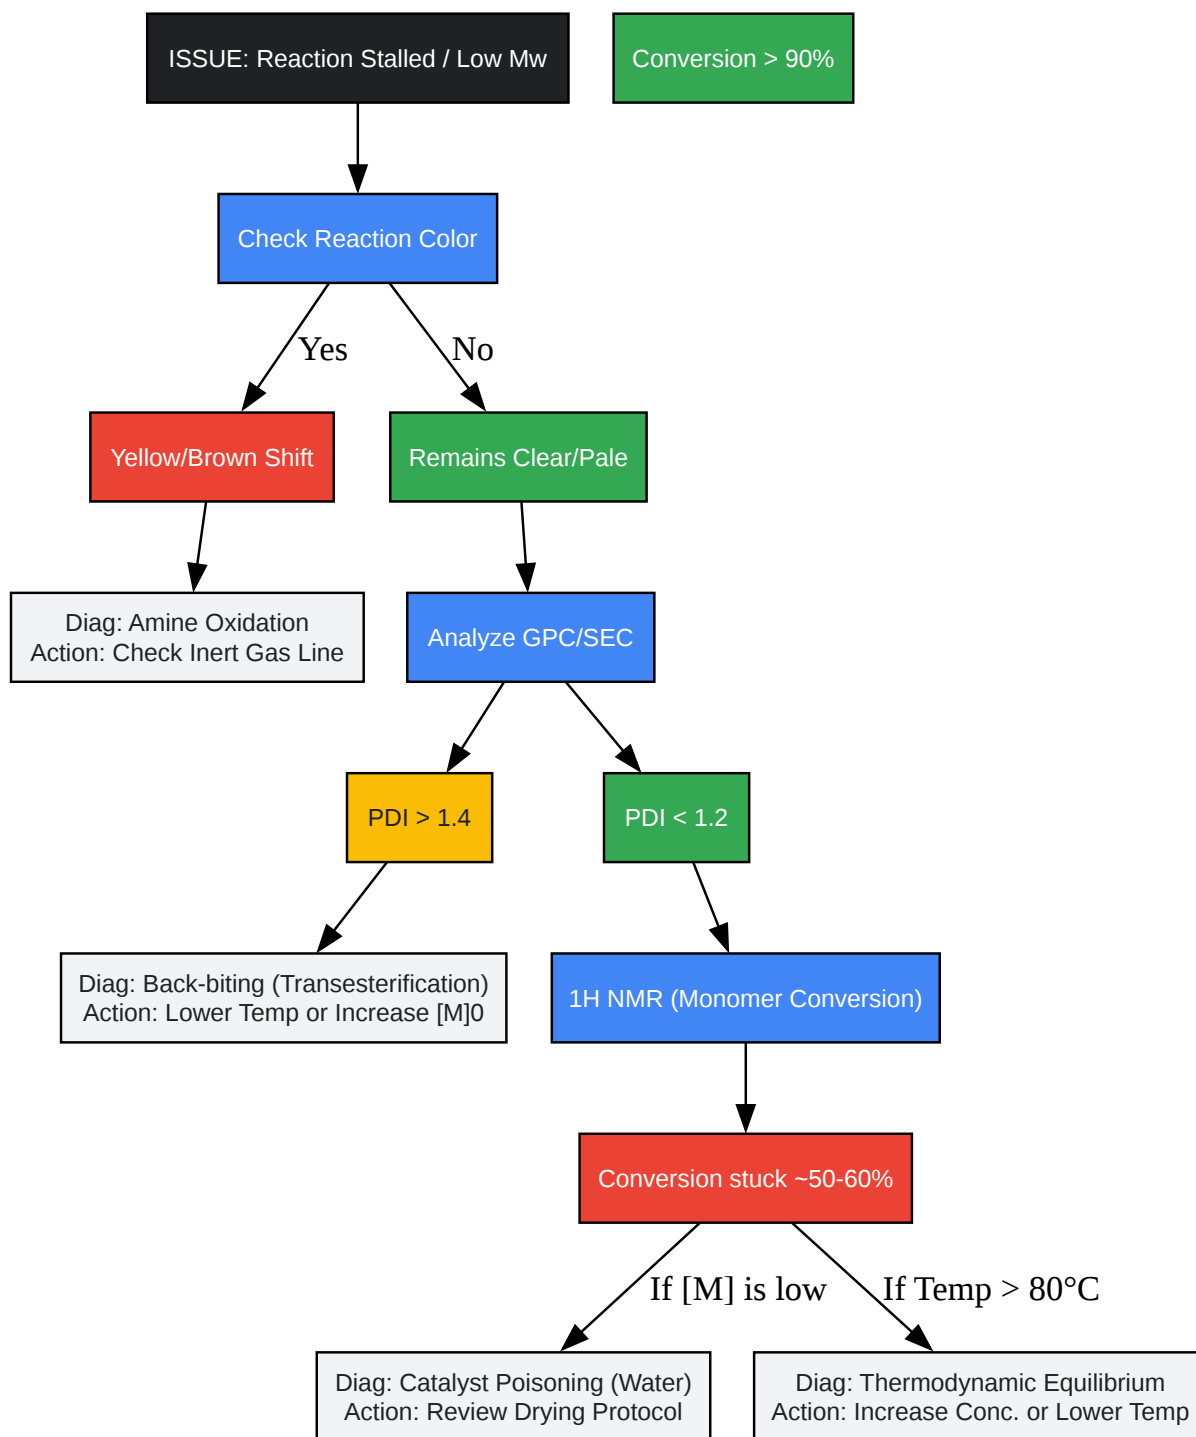 ISSUE: Reaction Stalled / Low Mw
Conversion > 90%
Check Reaction Color
Yes
No
Yellow/Brown Shift
Remains Clear/Pale
Diag: Amine Oxidation
Action: Check Inert Gas Line
Analyze GPC/SEC
PDI > 1.4
PDI < 1.2
Diag: Back-biting (Transesterification)
Action: Lower Temp or Increase [M]0
1H NMR (Monomer Conversion)
Conversion stuck ~50-60%
If [M] is low
If Temp > 80°C
Diag: Catalyst Poisoning (Water)
Action: Review Drying Protocol
Diag: Thermodynamic Equilibrium
Action: Increase Conc. or Lower Temp